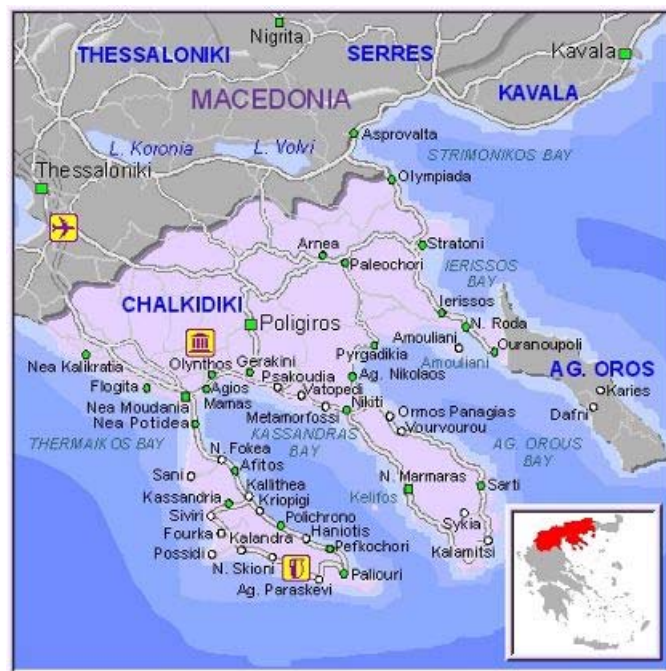 Nigrita
THESSALONIKI
SERRES
Kavala
MACEDONIA
KAVALA
Asprovalta
L. Koronia
L. Volvi
STRIMONIKOS BAY
Thessaloniki
Olympiada
Arnea
Stratoni
Paleochori
IERISSOS
BAY
CHALKIDIKI
Poligiros
Ierissos
N. Roda
Amouliani
Amouliani
Ouranoupoli
Nea Kalikratia
Olynthos
Gerakini
Pyrgadikia
AG. OROS
Flogita
Agios
Mamas
Psakoudia
Vatopedi
Ag. Nikolaos
Karies
Nea Moudania
Nea Potidea
Metamorfossi
Nikiti
Ormos Panagias
Vourvourou
Dafni
THERMAIKOS BAY
KASSANDRAS
BAY
AG. OROUS
BAY
N. Fokea
Afitos
Sani
Kallithea
N. Marmaras
Kelifos
Sarti
Kassandria
Kriopigi
Siviri
Polichrono
Sykia
Fourka
Kalandra
Haniotis
Kalamitsi
Possidi
Pefkochori
N. Skioni
Paliouri
Ag. Paraskevi